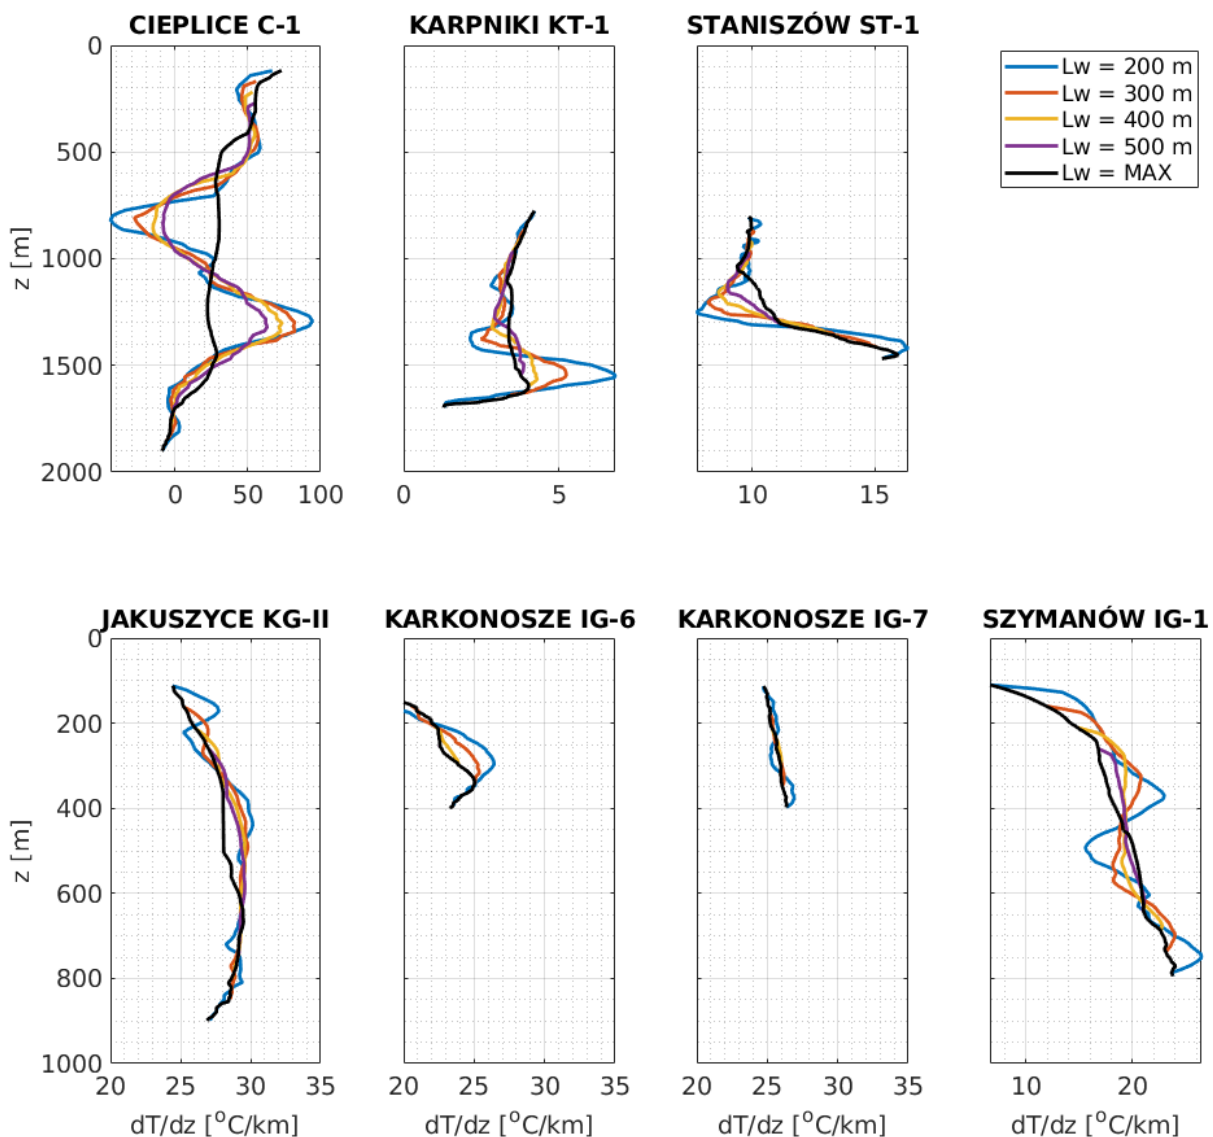 CIEPLICE C-1
KARPNIKI KT-1
STANISZÓW ST-1
Lw = 200 m
Lw = 300 m
Lw = 400 m
Lw = 500 m
Lw = MAX
0
500
1000
1500
2000
z [m]
0 50 100
0 5
10 15
JAKUSZYCE KG-II
KARKONOSZE IG-6
KARKONOSZE IG-7
SZYMANÓW IG-1
0
200
400
600
800
1000
z [m]
20 25 30 35
20 25 30 35
20 25 30 35
10 20
dT/dz [°C/km]
dT/dz [°C/km]
dT/dz [°C/km]
dT/dz [°C/km]